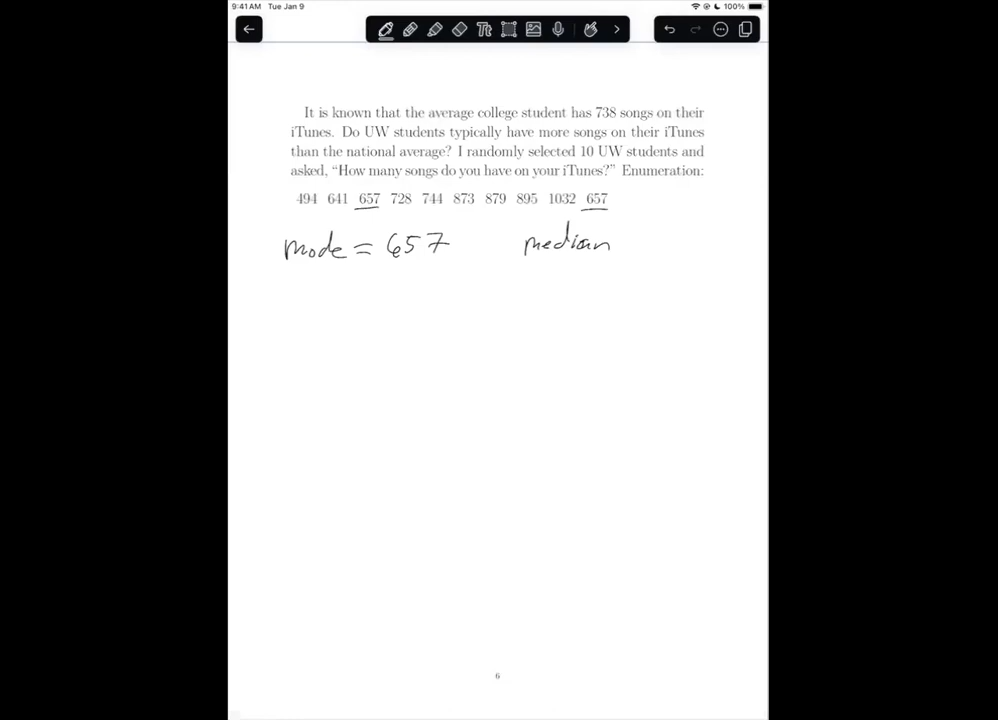 9:41AM Tue Jan 9 100%
Tt
It is known that the average college student has 738 songs on their
iTunes. Do UW students typically have more songs on their iTunes
than the national average? I randomly selected 10 UW students and
asked, “How many songs do you have on your iTunes?” Enumeration:
494 641 657 728 744 873 879 895 1032 657
mode = 657 median
6